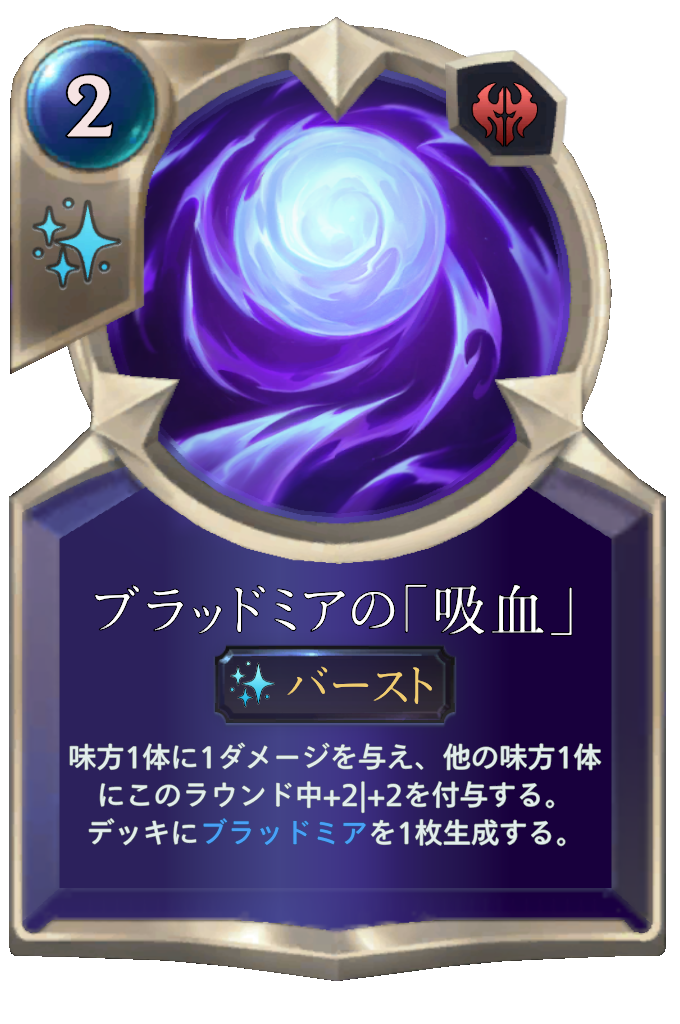 2
ブラッドミアの「吸血」
バースト
味方1体に1ダメージを与え、他の味方1体
にこのラウンド中+2|+2を付与する。
デッキにブラッドミアを1枚生成する。